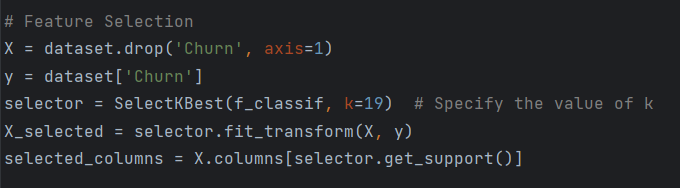 # Feature Selection
X = dataset.drop('Churn', axis=1)
y = dataset['Churn']
selector = SelectKBest(f_classif, k=19)  # Specify the value of k
X_selected = selector.fit_transform(X, y)
selected_columns = X.columns[selector.get_support()]